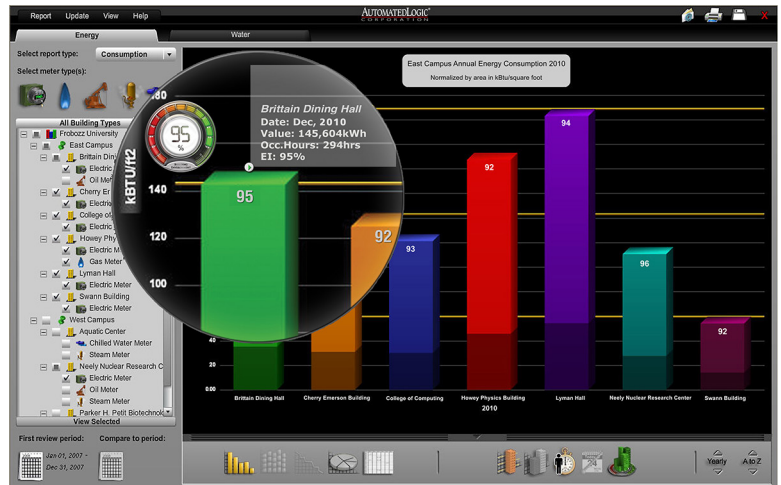 Report Update View Help
AUTOMATEDLOGIC®
CORPORATION
X
Energy
Water
Select report type: Consumption
Select meter type(s):
All Building Types
Frobozz University
East Campus
Brittain Din
Electric
Oil Met
Cherry Er
Electric
College of
Electric
Howey Phy
Electric M
Gas Meter
Lyman Hall
Electric Meter
Swann Building
Electric Meter
West Campus
Aquatic Center
Chilled Water Meter
Steam Meter
Neely Nuclear Research C
Electric Meter
Oil Meter
Steam Meter
Parker H. Petit Biotechnol
View Selected
First review period: Compare to period:
Jan 01, 2007 ~
Dec 31, 2007
East Campus Annual Energy Consumption 2010
Normalized by area in kBtu/square foot
Brittain Dining Hall
Date: Dec, 2010
Value: 145,604kWh
Occ.Hours: 294hrs
EI: 95%
95
%
kBTU/ft2
180
140
120
100
40
20
0.00
95
92
93
92
94
96
92
Brittain Dining Hall
Cherry Emerson Building
College of Computing
Howey Physics Building
Lyman Hall
Neely Nuclear Research Center
Swann Building
2010
24
Yearly
A to Z